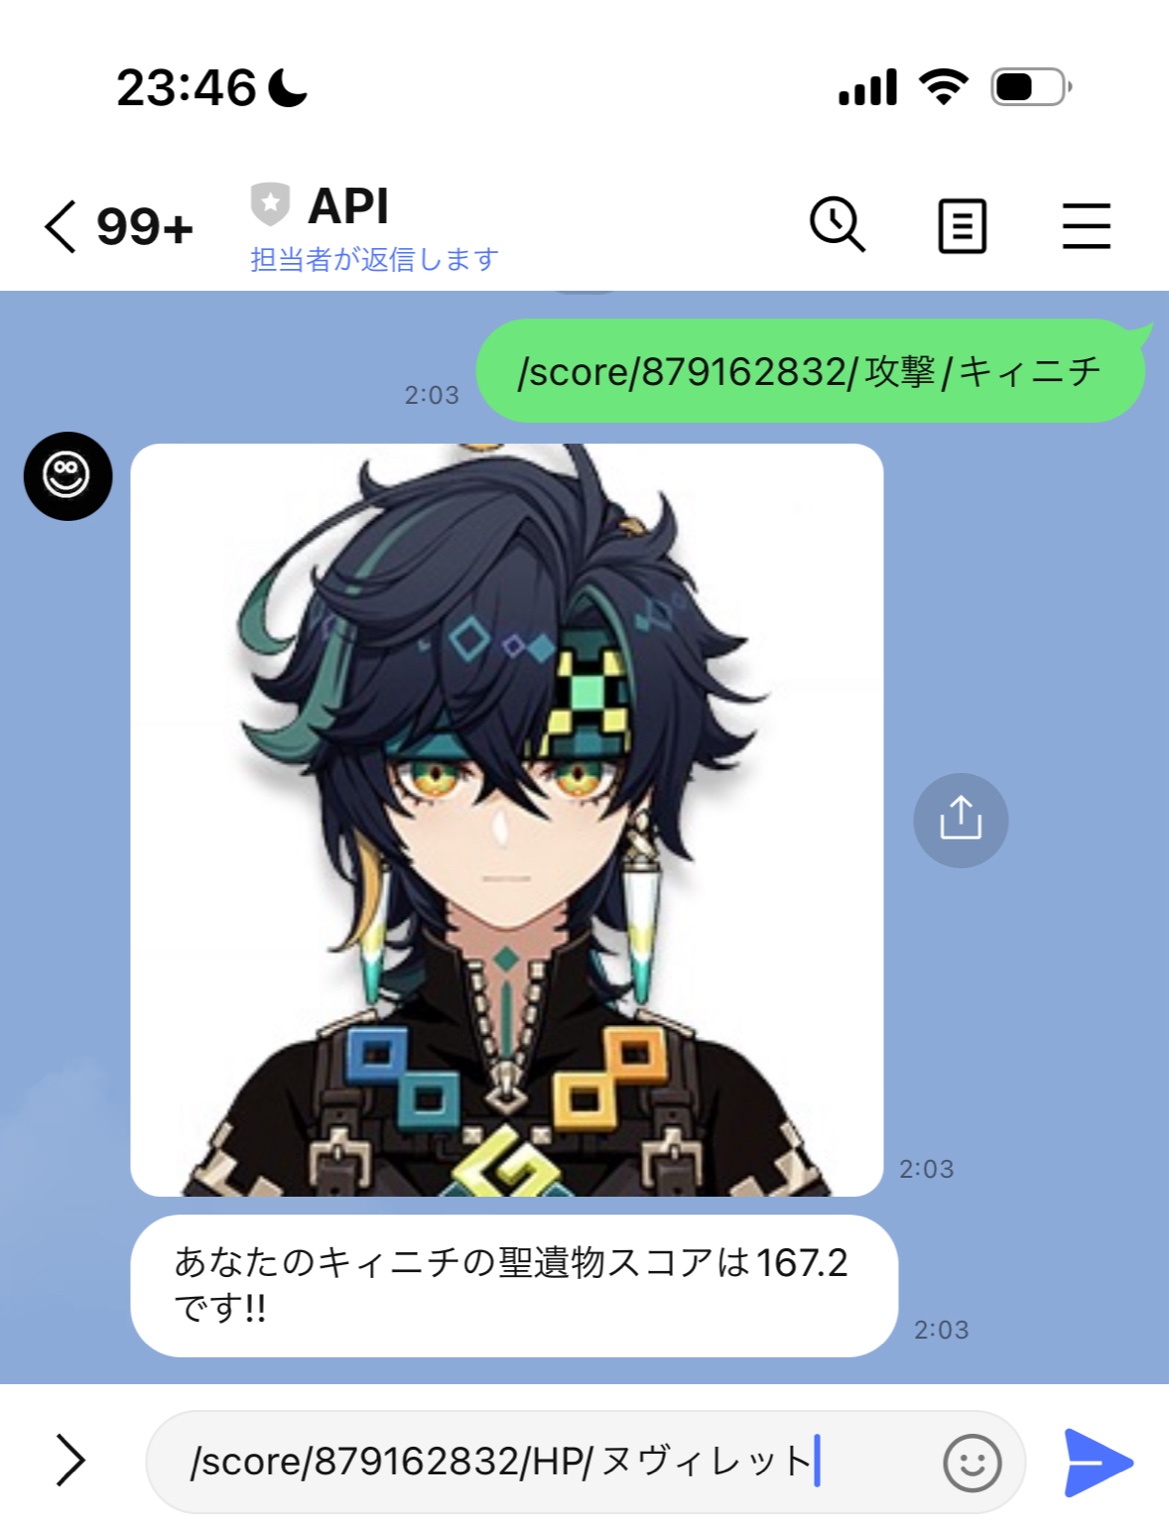 23:46
99+
API
担当者が返信します
/score/879162832/攻撃/キィニチ
2:03
2:03
あなたのキィニチの聖遺物スコアは167.2
です!!
2:03
/score/879162832/HP/ヌヴィレット